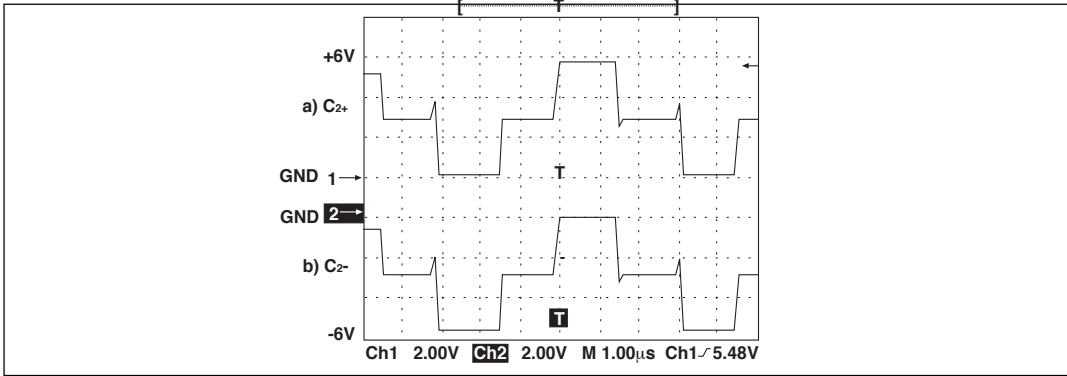 [ T ]
+6V
a) C2+
GND 1→
T
GND 2→
b) C2-
T
-6V
Ch1 2.00V Ch2 2.00V M 1.00µs Ch1 5.48V